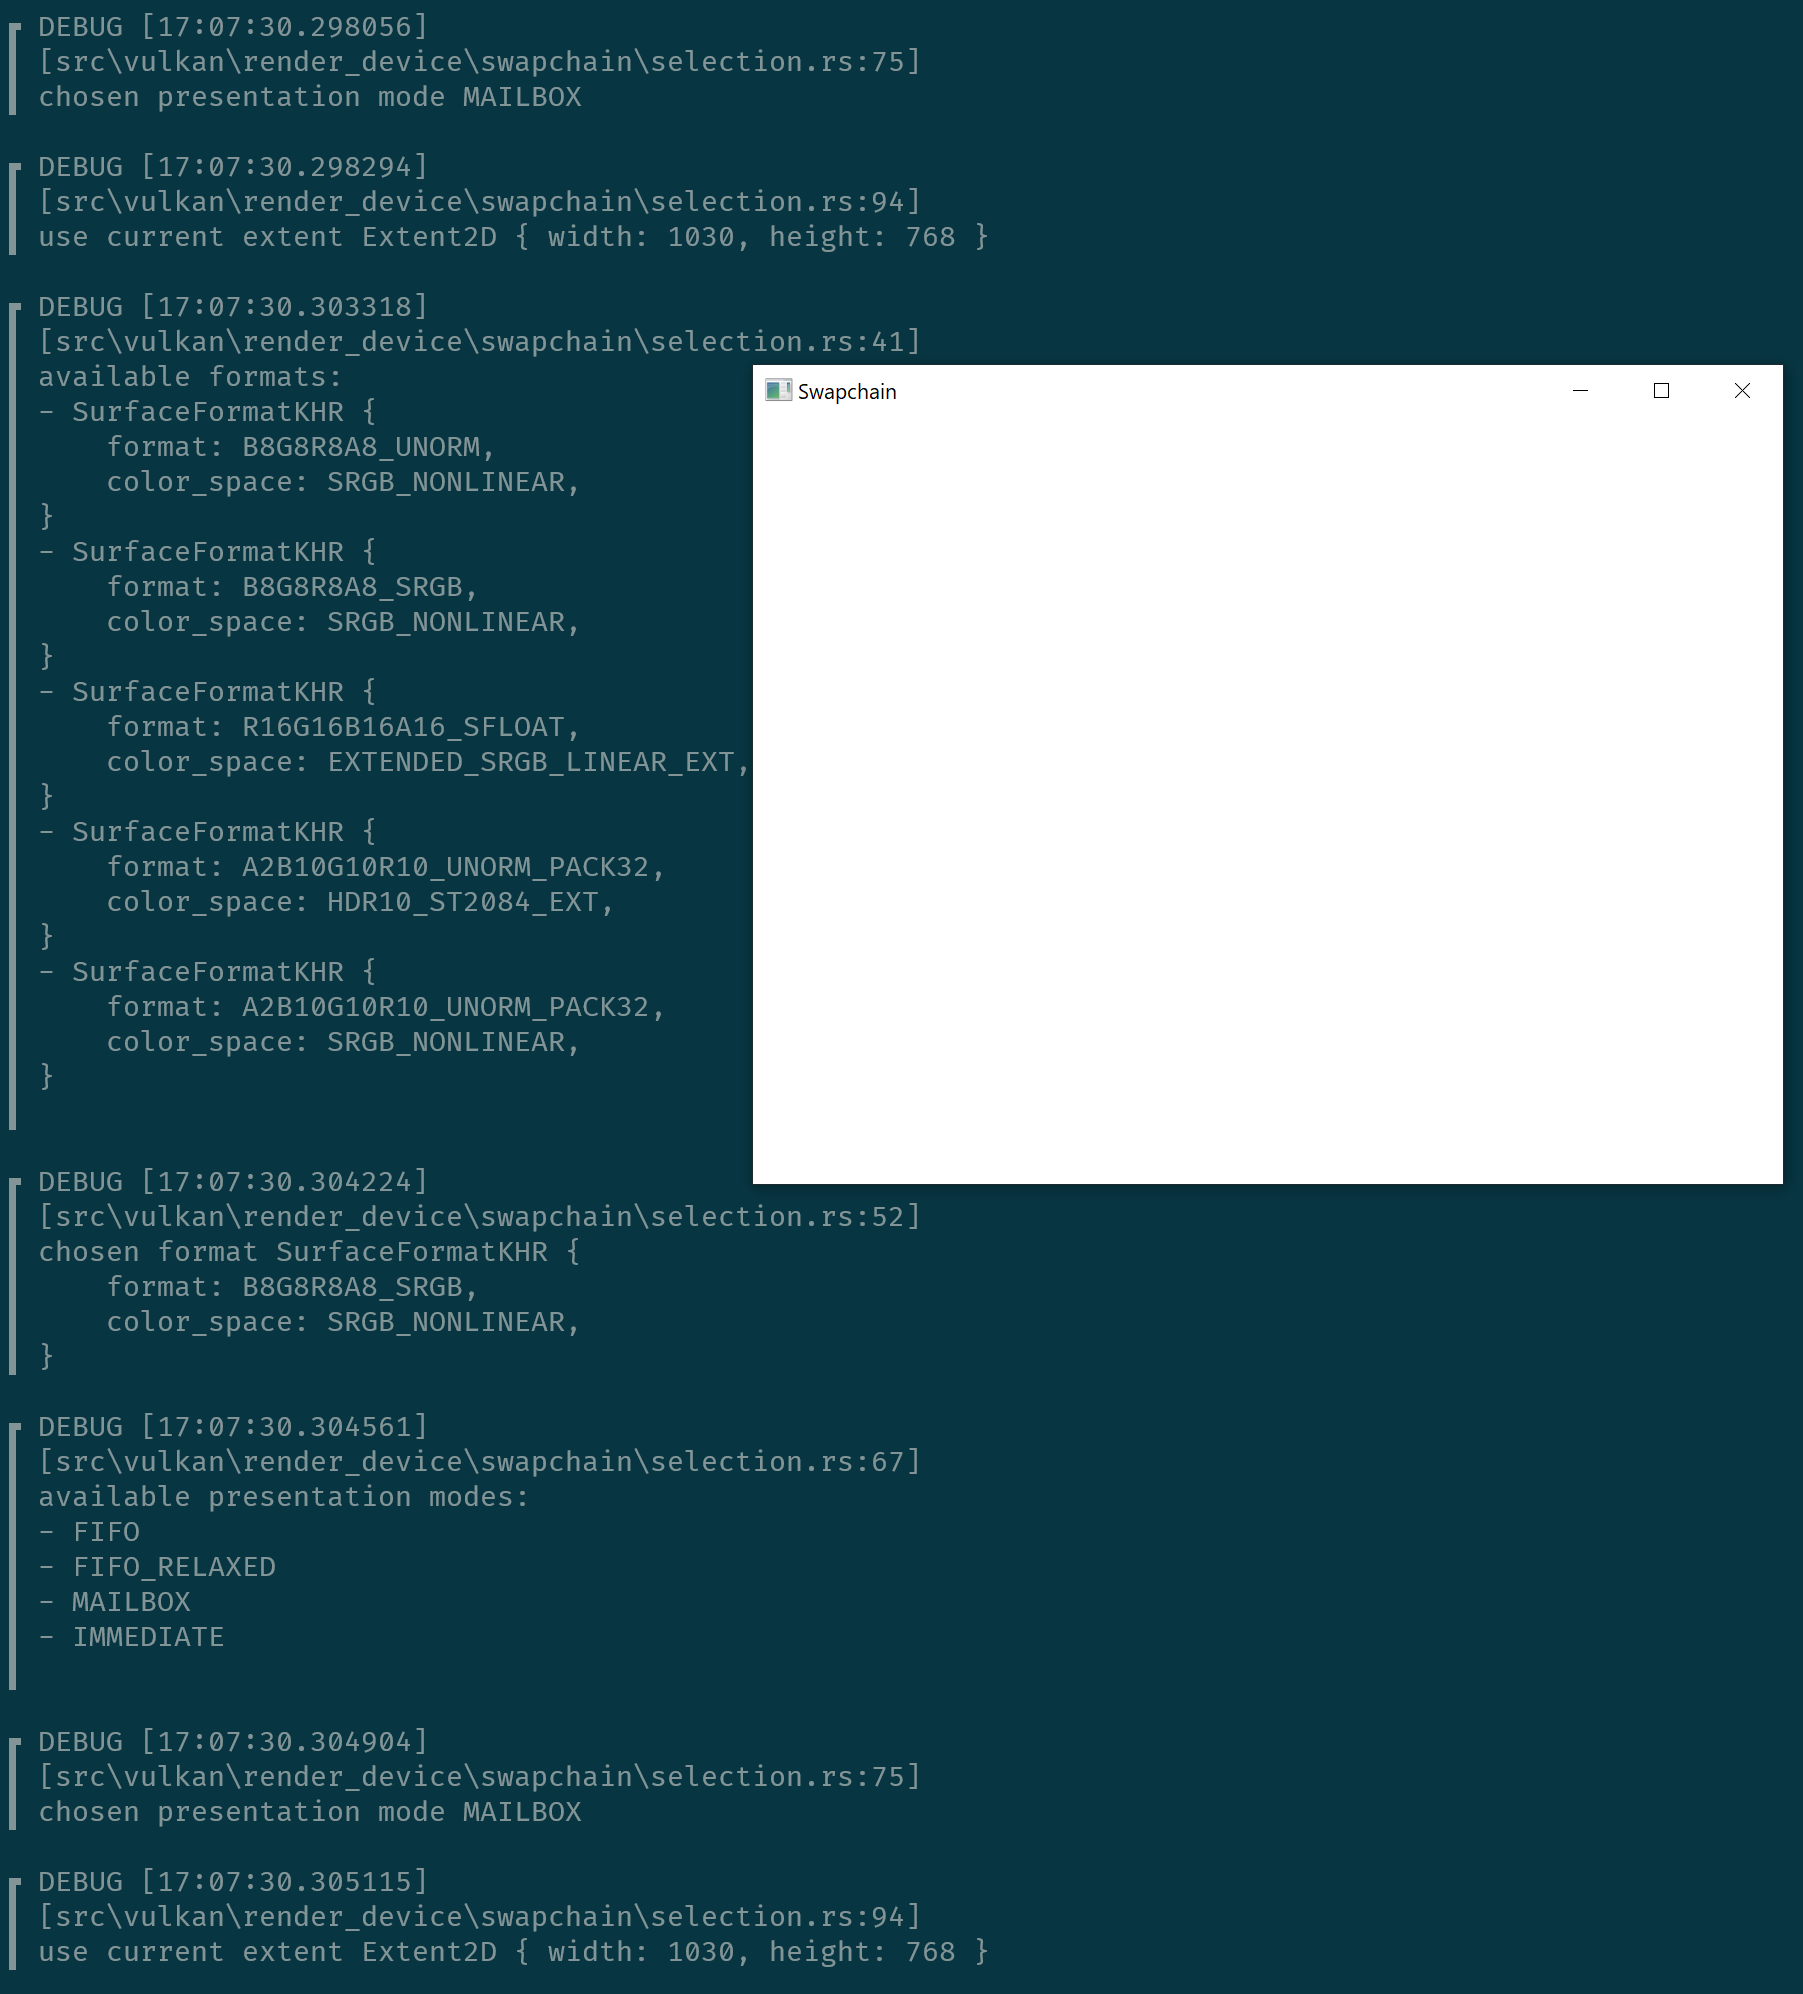 DEBUG [17:07:30.298056]
[src\vulkan\render_device\swapchain\selection.rs:75]
chosen presentation mode MAILBOX
DEBUG [17:07:30.298294]
[src\vulkan\render_device\swapchain\selection.rs:94]
use current extent Extent2D { width: 1030, height: 768 }
DEBUG [17:07:30.303318]
[src\vulkan\render_device\swapchain\selection.rs:41]
available formats:
- SurfaceFormatKHR {
    format: B8G8R8A8_UNORM,
    color_space: SRGB_NONLINEAR,
}
- SurfaceFormatKHR {
    format: B8G8R8A8_SRGB,
    color_space: SRGB_NONLINEAR,
}
- SurfaceFormatKHR {
    format: R16G16B16A16_SFLOAT,
    color_space: EXTENDED_SRGB_LINEAR_EXT,
}
- SurfaceFormatKHR {
    format: A2B10G10R10_UNORM_PACK32,
    color_space: HDR10_ST2084_EXT,
}
- SurfaceFormatKHR {
    format: A2B10G10R10_UNORM_PACK32,
    color_space: SRGB_NONLINEAR,
}
DEBUG [17:07:30.304224]
[src\vulkan\render_device\swapchain\selection.rs:52]
chosen format SurfaceFormatKHR {
    format: B8G8R8A8_SRGB,
    color_space: SRGB_NONLINEAR,
}
DEBUG [17:07:30.304561]
[src\vulkan\render_device\swapchain\selection.rs:67]
available presentation modes:
- FIFO
- FIFO_RELAXED
- MAILBOX
- IMMEDIATE
DEBUG [17:07:30.304904]
[src\vulkan\render_device\swapchain\selection.rs:75]
chosen presentation mode MAILBOX
DEBUG [17:07:30.305115]
[src\vulkan\render_device\swapchain\selection.rs:94]
use current extent Extent2D { width: 1030, height: 768 }
Swapchain